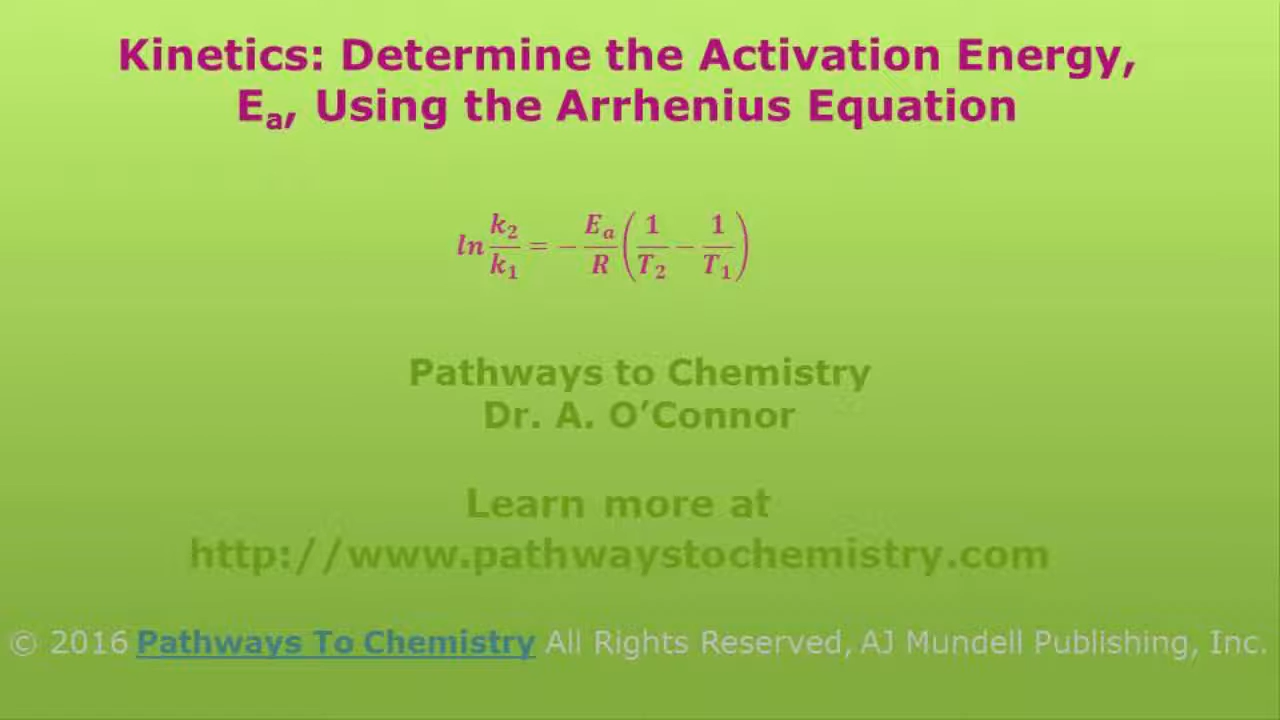 Kinetics: Determine the Activation Energy,
Eₐ, Using the Arrhenius Equation
ln k₂/k₁ = − Eₐ/R (1/T₂ − 1/T₁)
Pathways to Chemistry
Dr. A. O’Connor
Learn more at
http://www.pathwaystochemistry.com
© 2016 Pathways To Chemistry All Rights Reserved, AJ Mundell Publishing, Inc.